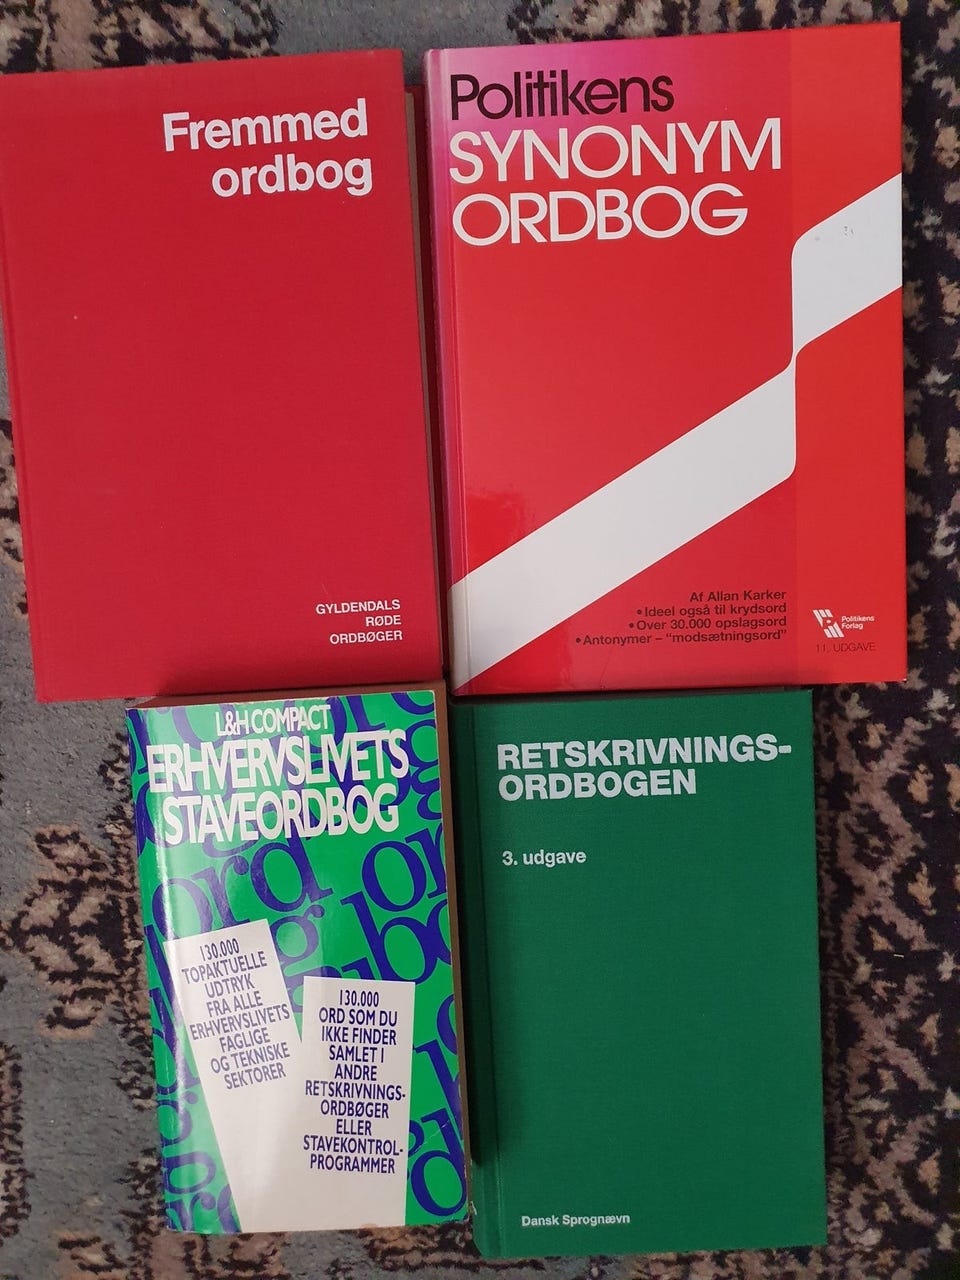 Fremmed
ordbog
GYLDENDALS
RØDE
ORDBØGER
Politikens
SYNONYM
ORDBOG
Af Allan Karker
• Ideel også til krydsord
• Over 30.000 opslagsord
• Antonymer – "modsætningsord"
Politikens
Forlag
11. UDGAVE
L&H COMPACT
ERHVERVSLIVETS
STAVEORDBOG
130.000
TOPAKTUELLE
UDTRYK
FRA ALLE
ERHVERVSLIVETS
FAGLIGE
OG TEKNISKE
SEKTORER
130.000
ORD SOM DU
IKKE FINDER
SAMLET I
ANDRE
RETSKRIVNINGS-
ORDBØGER
ELLER
STAVEKONTROL-
PROGRAMMER
RETSKRIVNINGS-
ORDBOGEN
3. udgave
Dansk Sprognævn